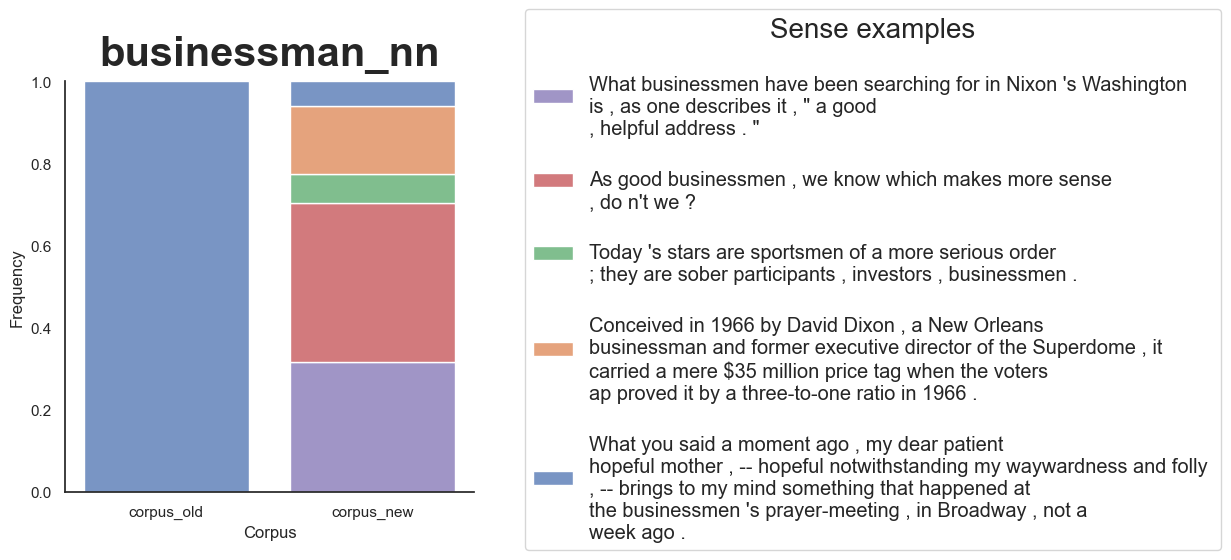 businessman_nn
1.0
0.8
0.6
0.4
0.2
0.0
Frequency
corpus_old
corpus_new
Corpus
Sense examples
What businessmen have been searching for in Nixon 's Washington
is , as one describes it , " a good
, helpful address . "
As good businessmen , we know which makes more sense
, do n't we ?
Today 's stars are sportsmen of a more serious order
; they are sober participants , investors , businessmen .
Conceived in 1966 by David Dixon , a New Orleans
businessman and former executive director of the Superdome , it
carried a mere $35 million price tag when the voters
ap proved it by a three-to-one ratio in 1966 .
What you said a moment ago , my dear patient
hopeful mother , -- hopeful notwithstanding my waywardness and folly
, -- brings to my mind something that happened at
the businessmen 's prayer-meeting , in Broadway , not a
week ago .